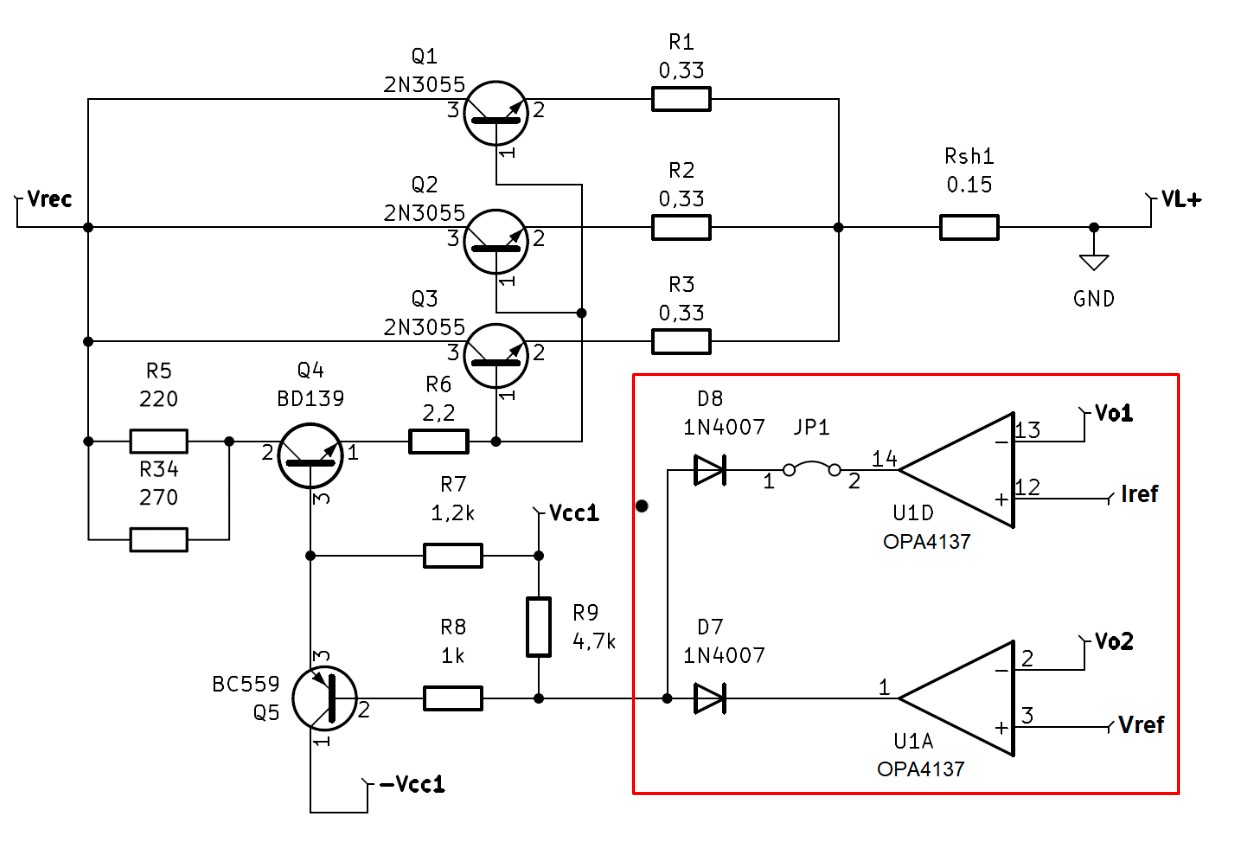 R1
Q1
0,33
2N3055
3
2
1
Rsh1
0.15
R2
Q2
0,33
2N3055
Vrec
VL+
3
2
1
R3
Q3
GND
0,33
2N3055
3
2
R5
Q4
R6
1
220
BD139
2,2
D8
1N4007
JP1
13
Vo1
2
1
R34
14
−
270
R7
1
2
12
Iref
3
1,2k
Vcc1
+
U1D
OPA4137
R9
4,7k
R8
D7
1k
1N4007
Vo2
3
2
BC559
−
Q5
2
1
3
Vref
+
1
U1A
OPA4137
-Vcc1